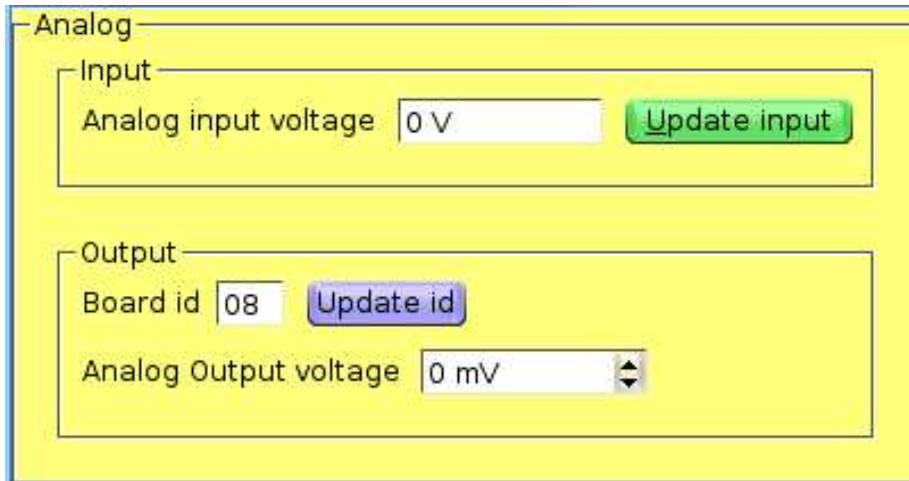 Analog
Input
Analog input voltage 0 V Update input
Output
Board id 08 Update id
Analog Output voltage 0 mV